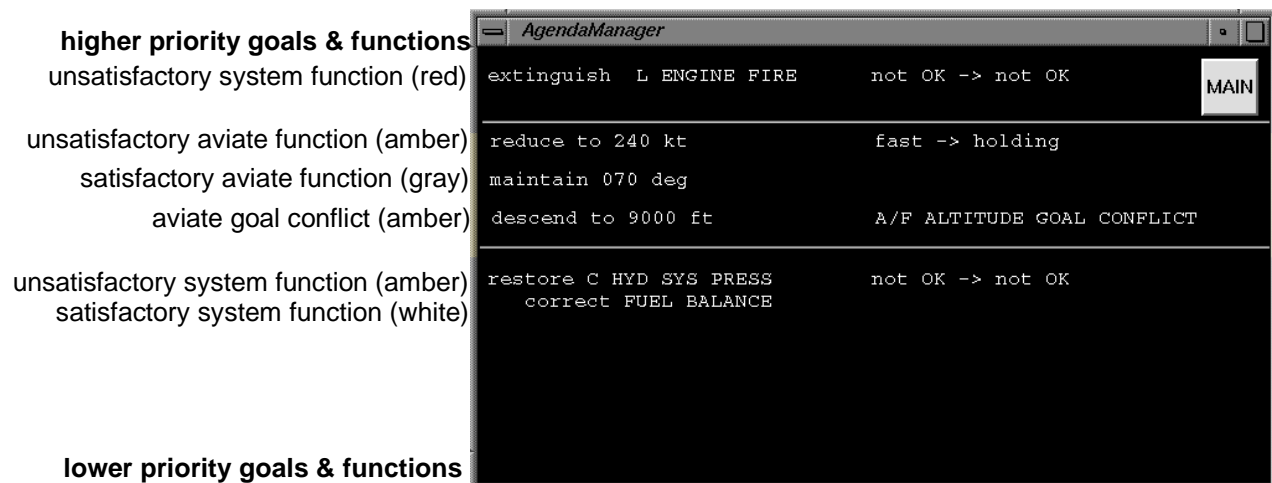 AgendaManager
higher priority goals & functions
unsatisfactory system function (red) extinguish L ENGINE FIRE not OK -> not OK MAIN
unsatisfactory aviate function (amber) reduce to 240 kt fast -> holding
satisfactory aviate function (gray) maintain 070 deg
aviate goal conflict (amber) descend to 9000 ft A/F ALTITUDE GOAL CONFLICT
unsatisfactory system function (amber) restore C HYD SYS PRESS not OK -> not OK
satisfactory system function (white) correct FUEL BALANCE
lower priority goals & functions